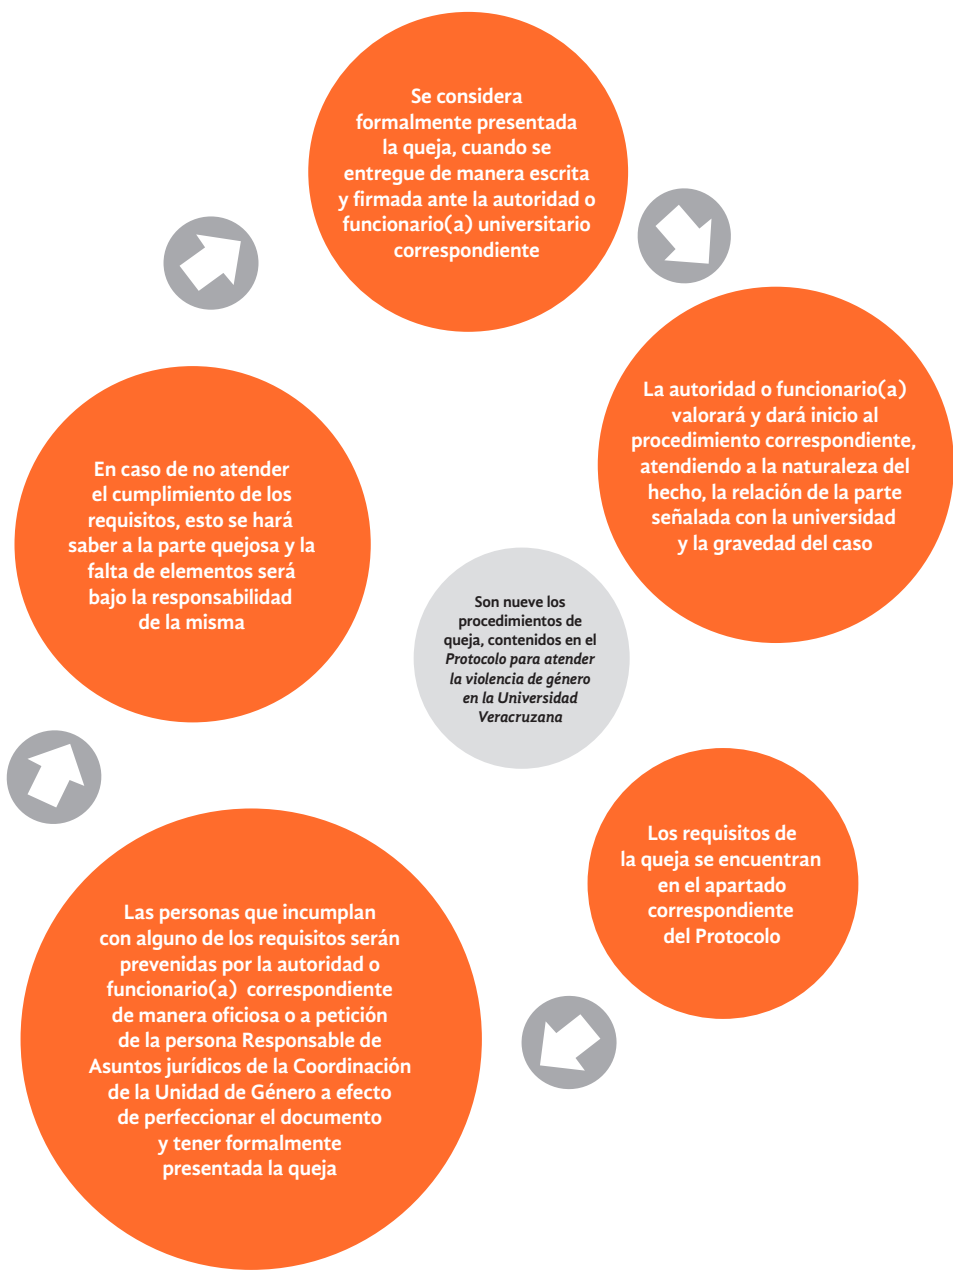 Se considera
formalmente presentada
la queja, cuando se
entregue de manera escrita
y firmada ante la autoridad o
funcionario(a) universitario
correspondiente
La autoridad o funcionario(a)
valorará y dará inicio al
procedimiento correspondiente,
atendiendo a la naturaleza del
hecho, la relación de la parte
señalada con la universidad
y la gravedad del caso
Los requisitos de
la queja se encuentran
en el apartado
correspondiente
del Protocolo
Las personas que incumplan
con alguno de los requisitos serán
prevenidas por la autoridad o
funcionario(a) correspondiente
de manera oficiosa o a petición
de la persona Responsable de
Asuntos jurídicos de la Coordinación
de la Unidad de Género a efecto
de perfeccionar el documento
y tener formalmente
presentada la queja
En caso de no atender
el cumplimiento de los
requisitos, esto se hará
saber a la parte quejosa y la
falta de elementos será
bajo la responsabilidad
de la misma
Son nueve los
procedimientos de
queja, contenidos en el
Protocolo para atender
la violencia de género
en la Universidad
Veracruzana